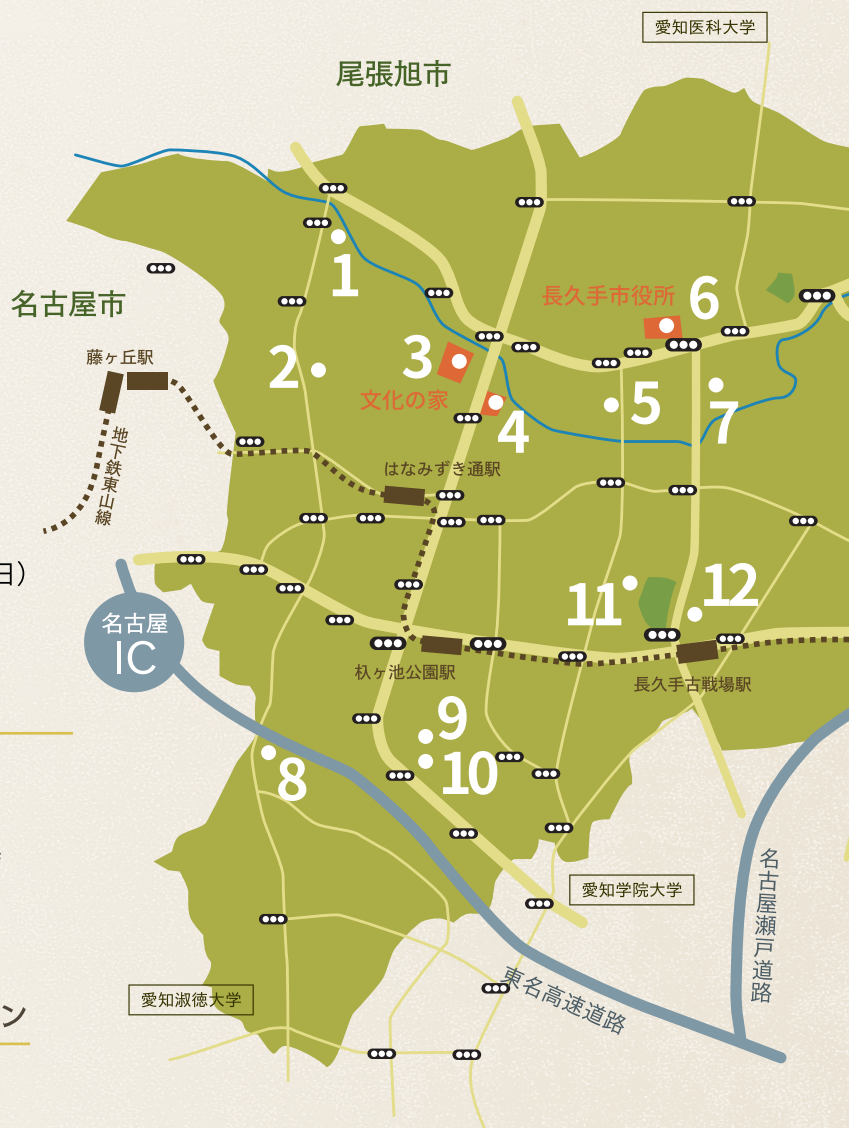 愛知医科大学
尾張旭市
1
名古屋市
長久手市役所
6
藤ヶ丘駅
2
3
文化の家
4
5
7
地下鉄東山線
はなみずき通駅
日）
11
12
名古屋
IC
杁ヶ池公園駅
長久手古戦場駅
9
10
8
名古屋瀬戸道路
愛知学院大学
東名高速道路
愛知淑徳大学
ン